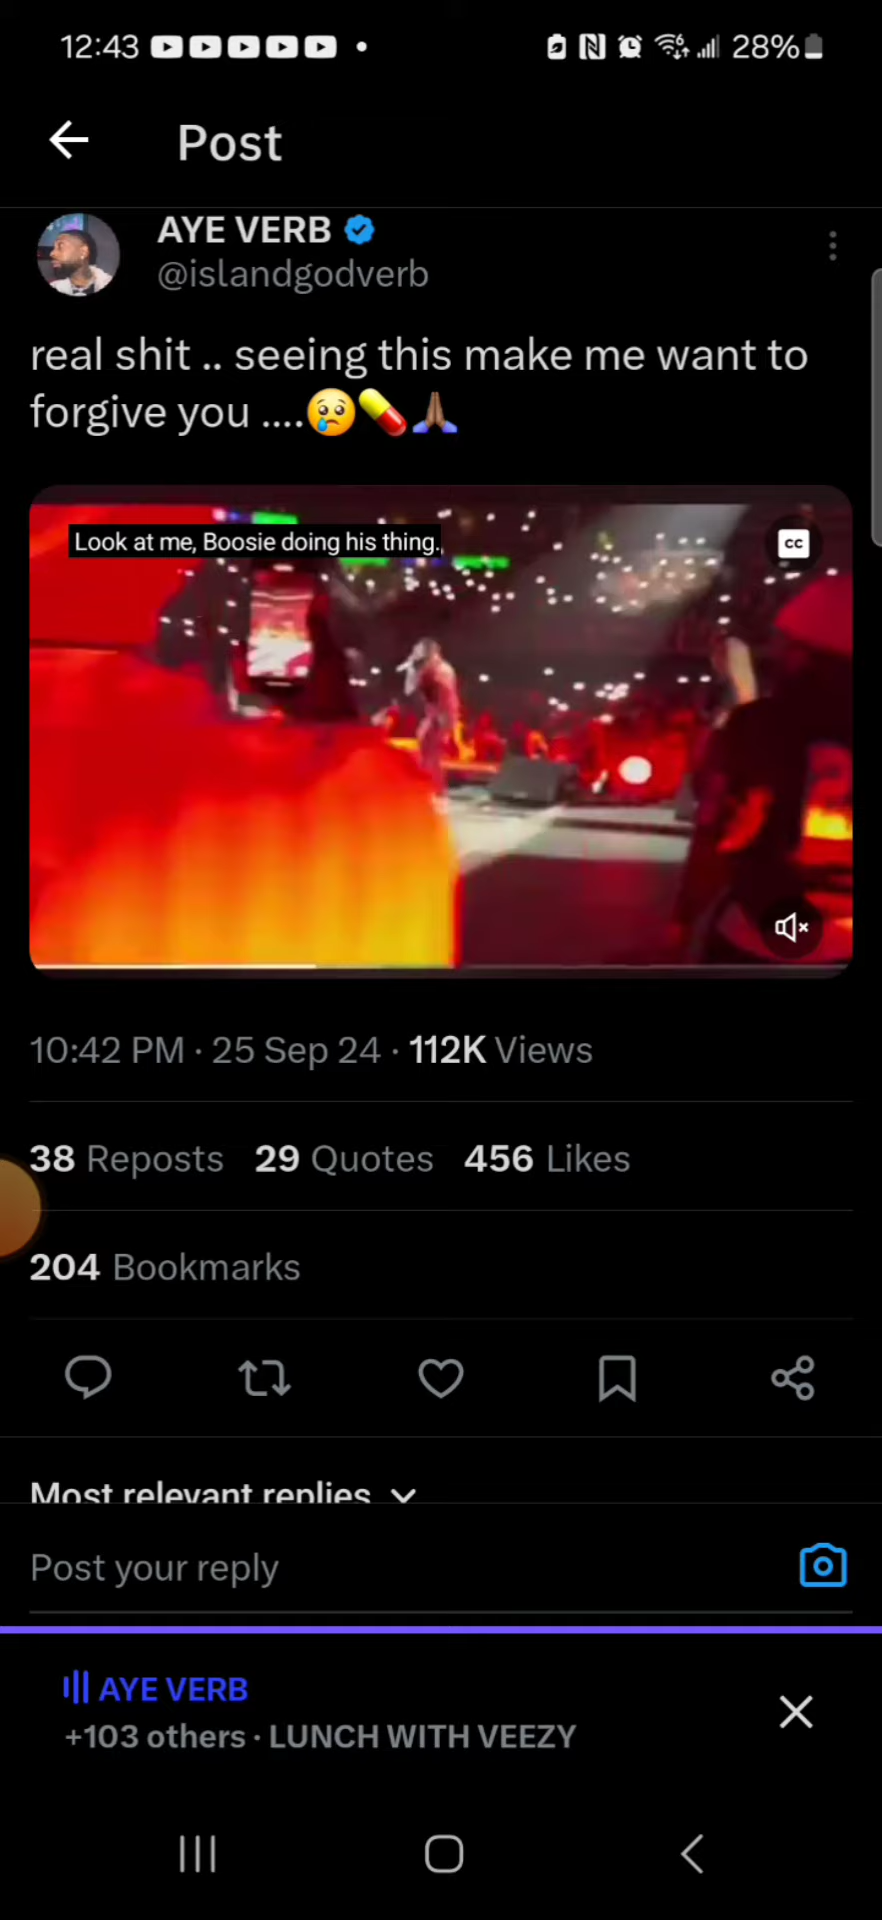 12:43
28%
Post
AYE VERB
@islandgodverb
real shit .. seeing this make me want to
forgive you ....😢💊🙏🏾
Look at me, Boosie doing his thing.
CC
10:42 PM · 25 Sep 24 · 112K Views
38 Reposts 29 Quotes 456 Likes
204 Bookmarks
Most relevant replies
Post your reply
AYE VERB
+103 others · LUNCH WITH VEEZY